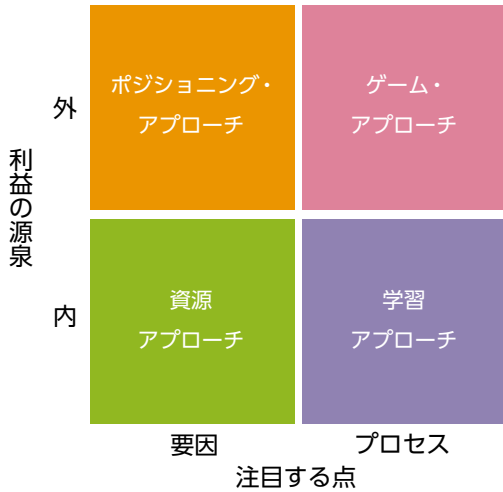 ポジショニング・
アプローチ
ゲーム・
アプローチ
外
利益の源泉
資源
アプローチ
学習
アプローチ
内
要因
プロセス
注目する点